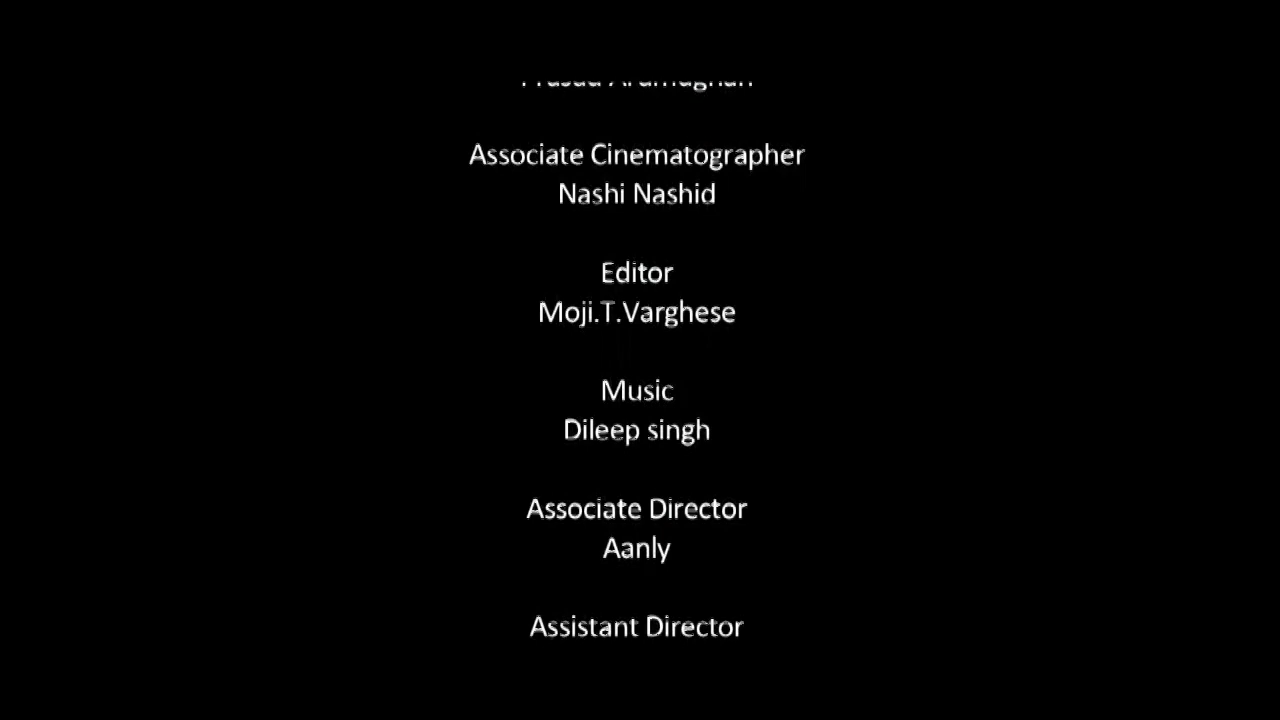 Associate Cinematographer
Nashi Nashid
Editor
Moji.T.Varghese
Music
Dileep singh
Associate Director
Aanly
Assistant Director